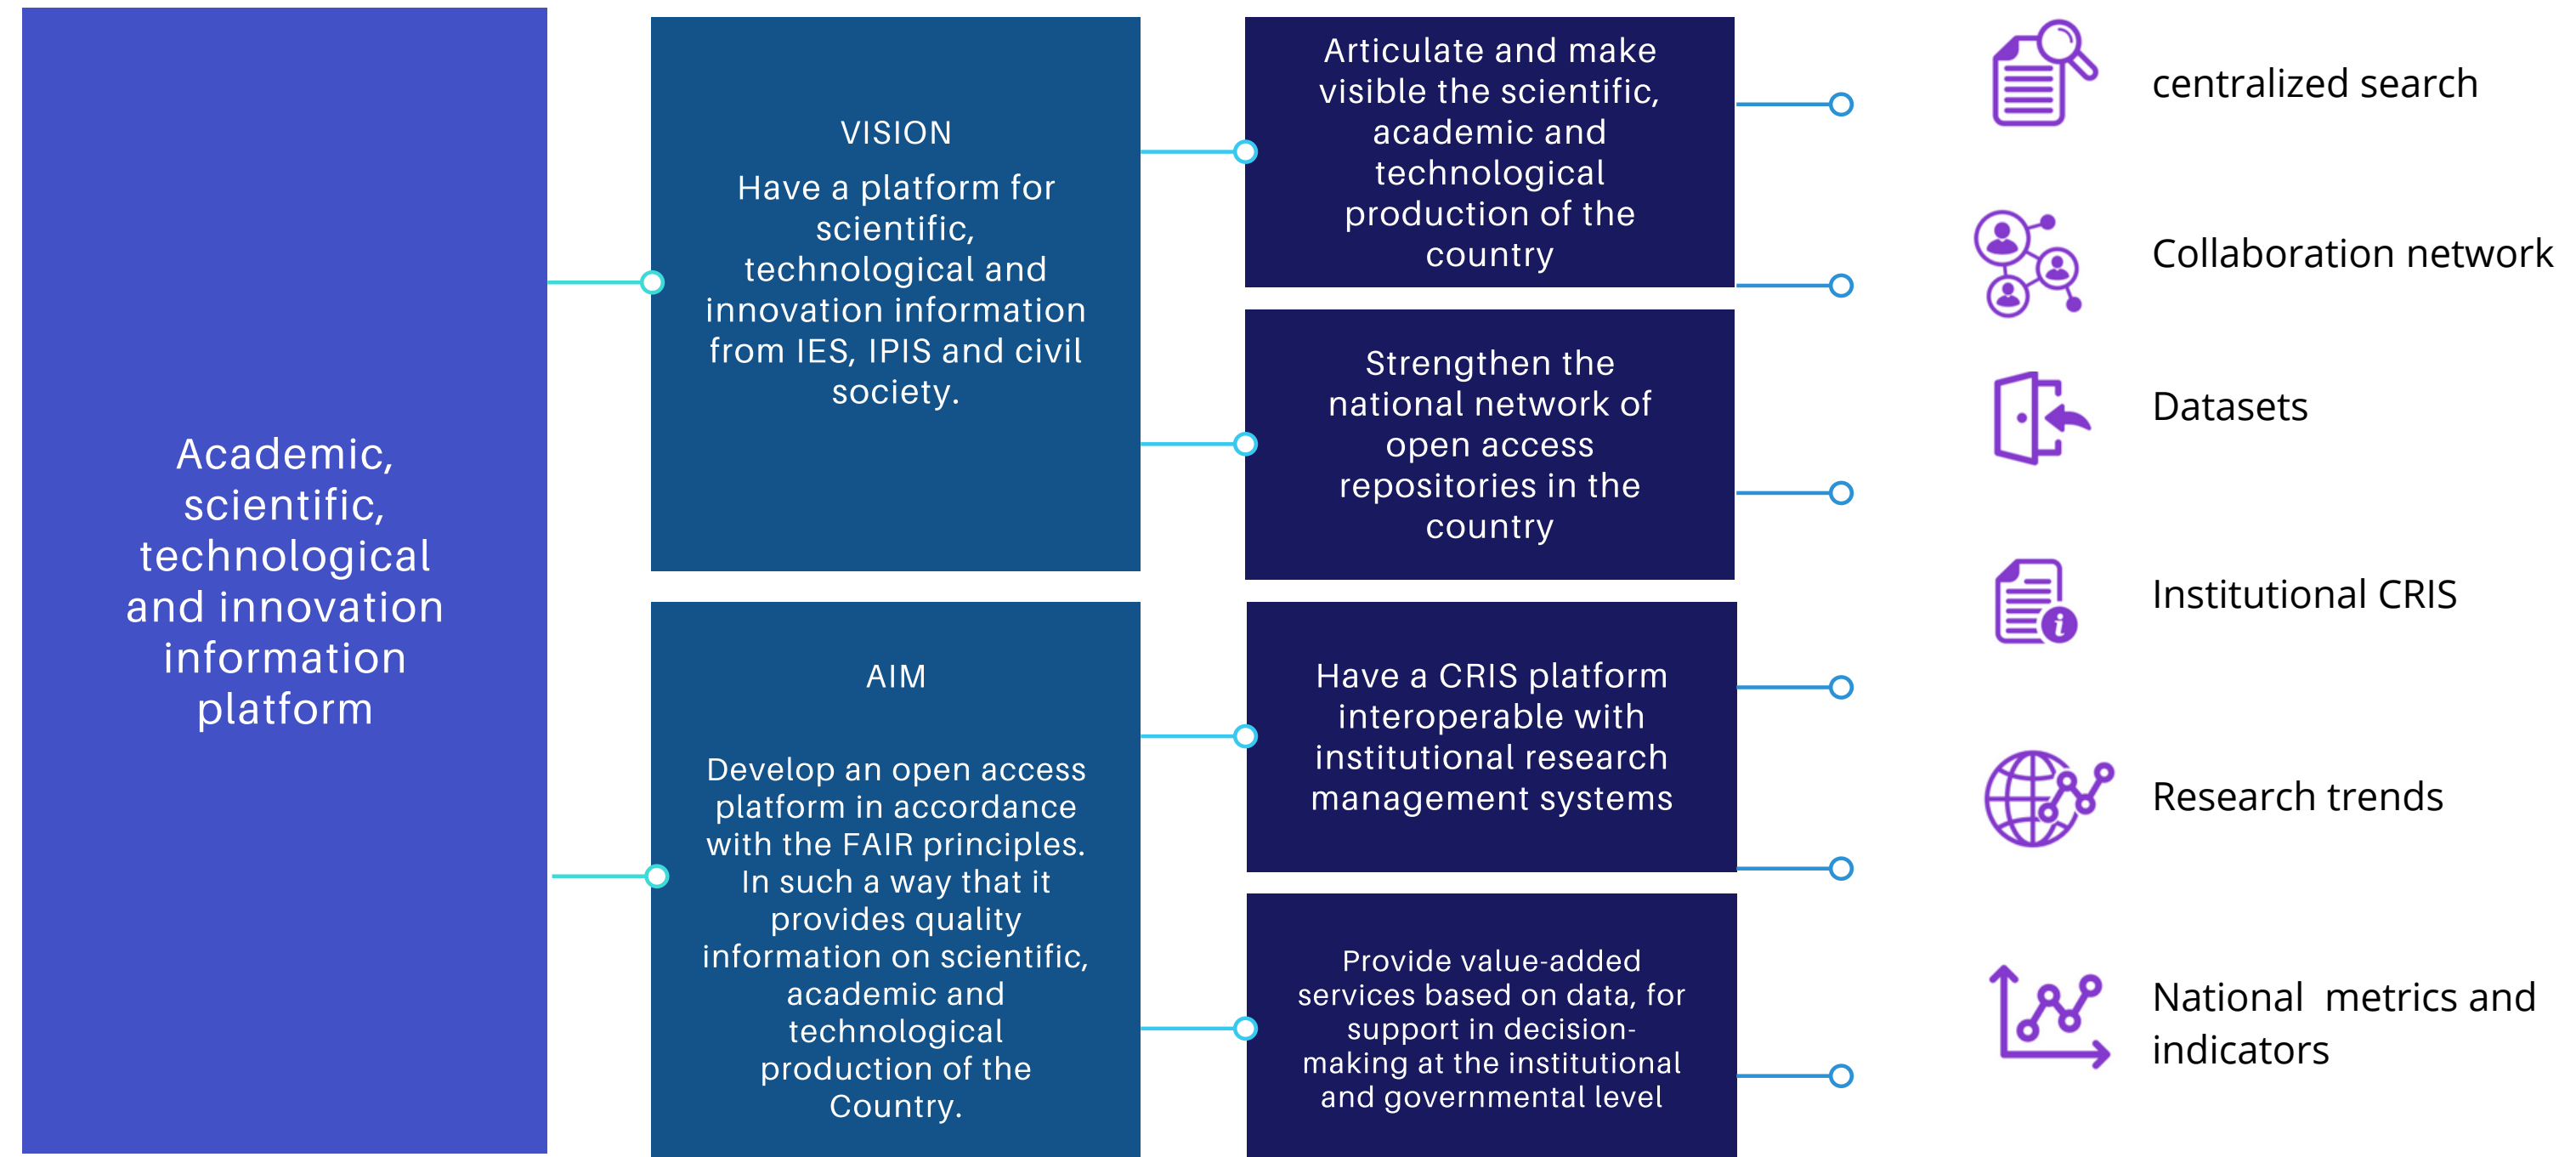 Academic,
scientific,
technological
and innovation
information
platform
VISION
Have a platform for
scientific,
technological and
innovation information
from IES, IPIS and civil
society.
AIM
Develop an open access
platform in accordance
with the FAIR principles.
In such a way that it
provides quality
information on scientific,
academic and
technological
production of the
Country.
Articulate and make
visible the scientific,
academic and
technological
production of the
country
Strengthen the
national network of
open access
repositories in the
country
Have a CRIS platform
interoperable with
institutional research
management systems
Provide value-added
services based on data, for
support in decision-
making at the institutional
and governmental level
centralized search
Collaboration network
Datasets
Institutional CRIS
Research trends
National  metrics and
indicators